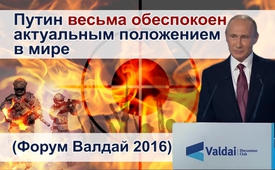 Путин весьма обеспокоен
актуальным положением
в мире
(Форум Валдай 2016)
Valdai
Discussion
Club